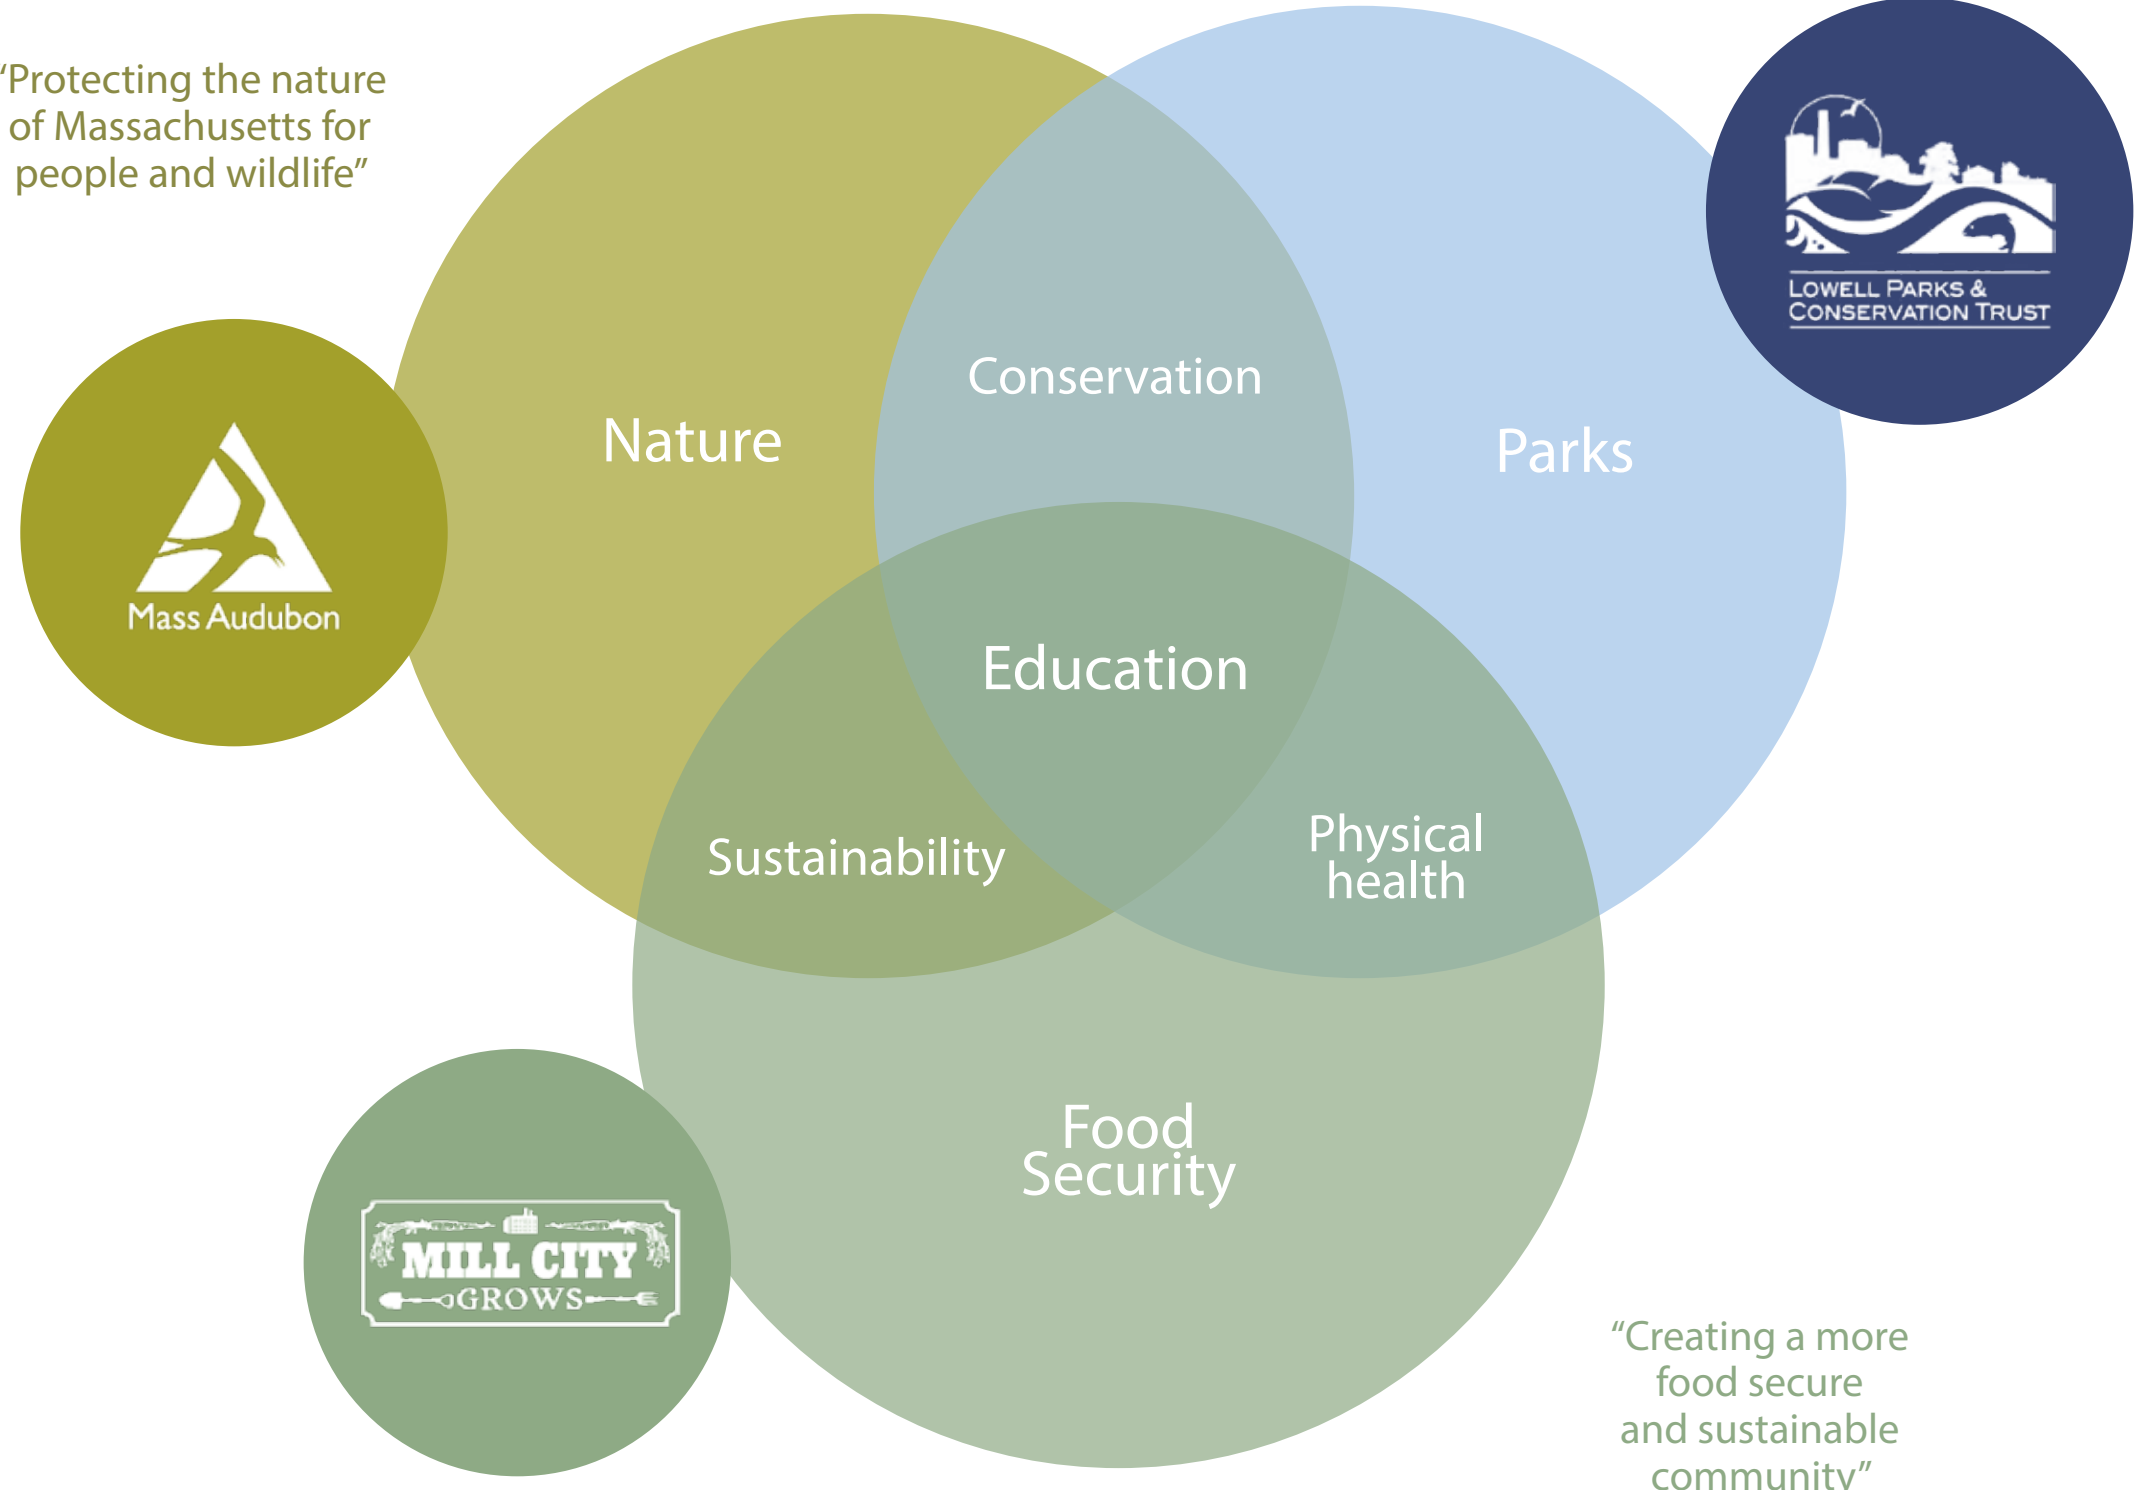 “Protecting the nature
of Massachusetts for
people and wildlife”
LOWELL PARKS &
CONSERVATION TRUST
Conservation
Nature
Parks
Mass Audubon
Education
Sustainability
Physical
health
Food
Security
MILL CITY
GROWS
“Creating a more
food secure
and sustainable
community”